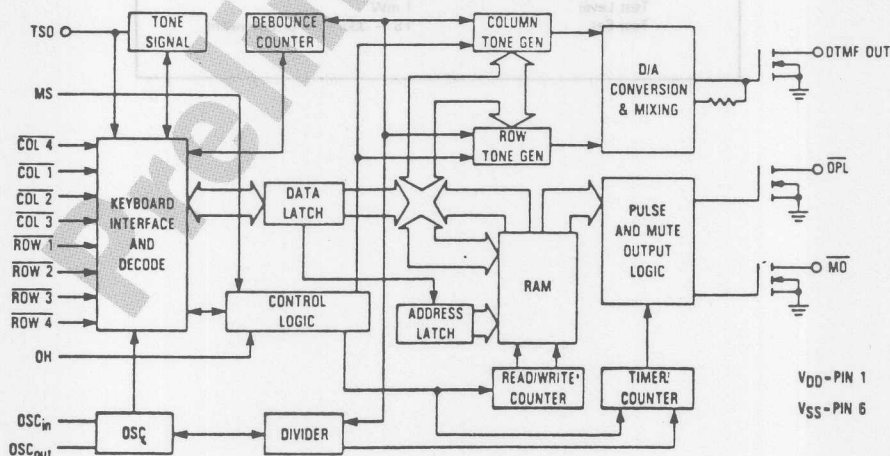 TSO
TONE
SIGNAL
DEBOUNCE
COUNTER
COLUMN
TONE GEN
D/A
CONVERSION
& MIXING
DTMF OUT
MS
COL 4
COL 1
COL 2
COL 3
ROW 1
ROW 2
ROW 3
ROW 4
KEYBOARD
INTERFACE
AND
DECODE
DATA
LATCH
ROW
TONE GEN
OPL
PULSE
AND MUTE
OUTPUT
LOGIC
MO
RAM
CONTROL
LOGIC
ADDRESS
LATCH
OH
READ/WRITE
COUNTER
TIMER/
COUNTER
VDD=PIN 1
VSS=PIN 6
OSCin
OSCout
OSC
DIVIDER
Prelim